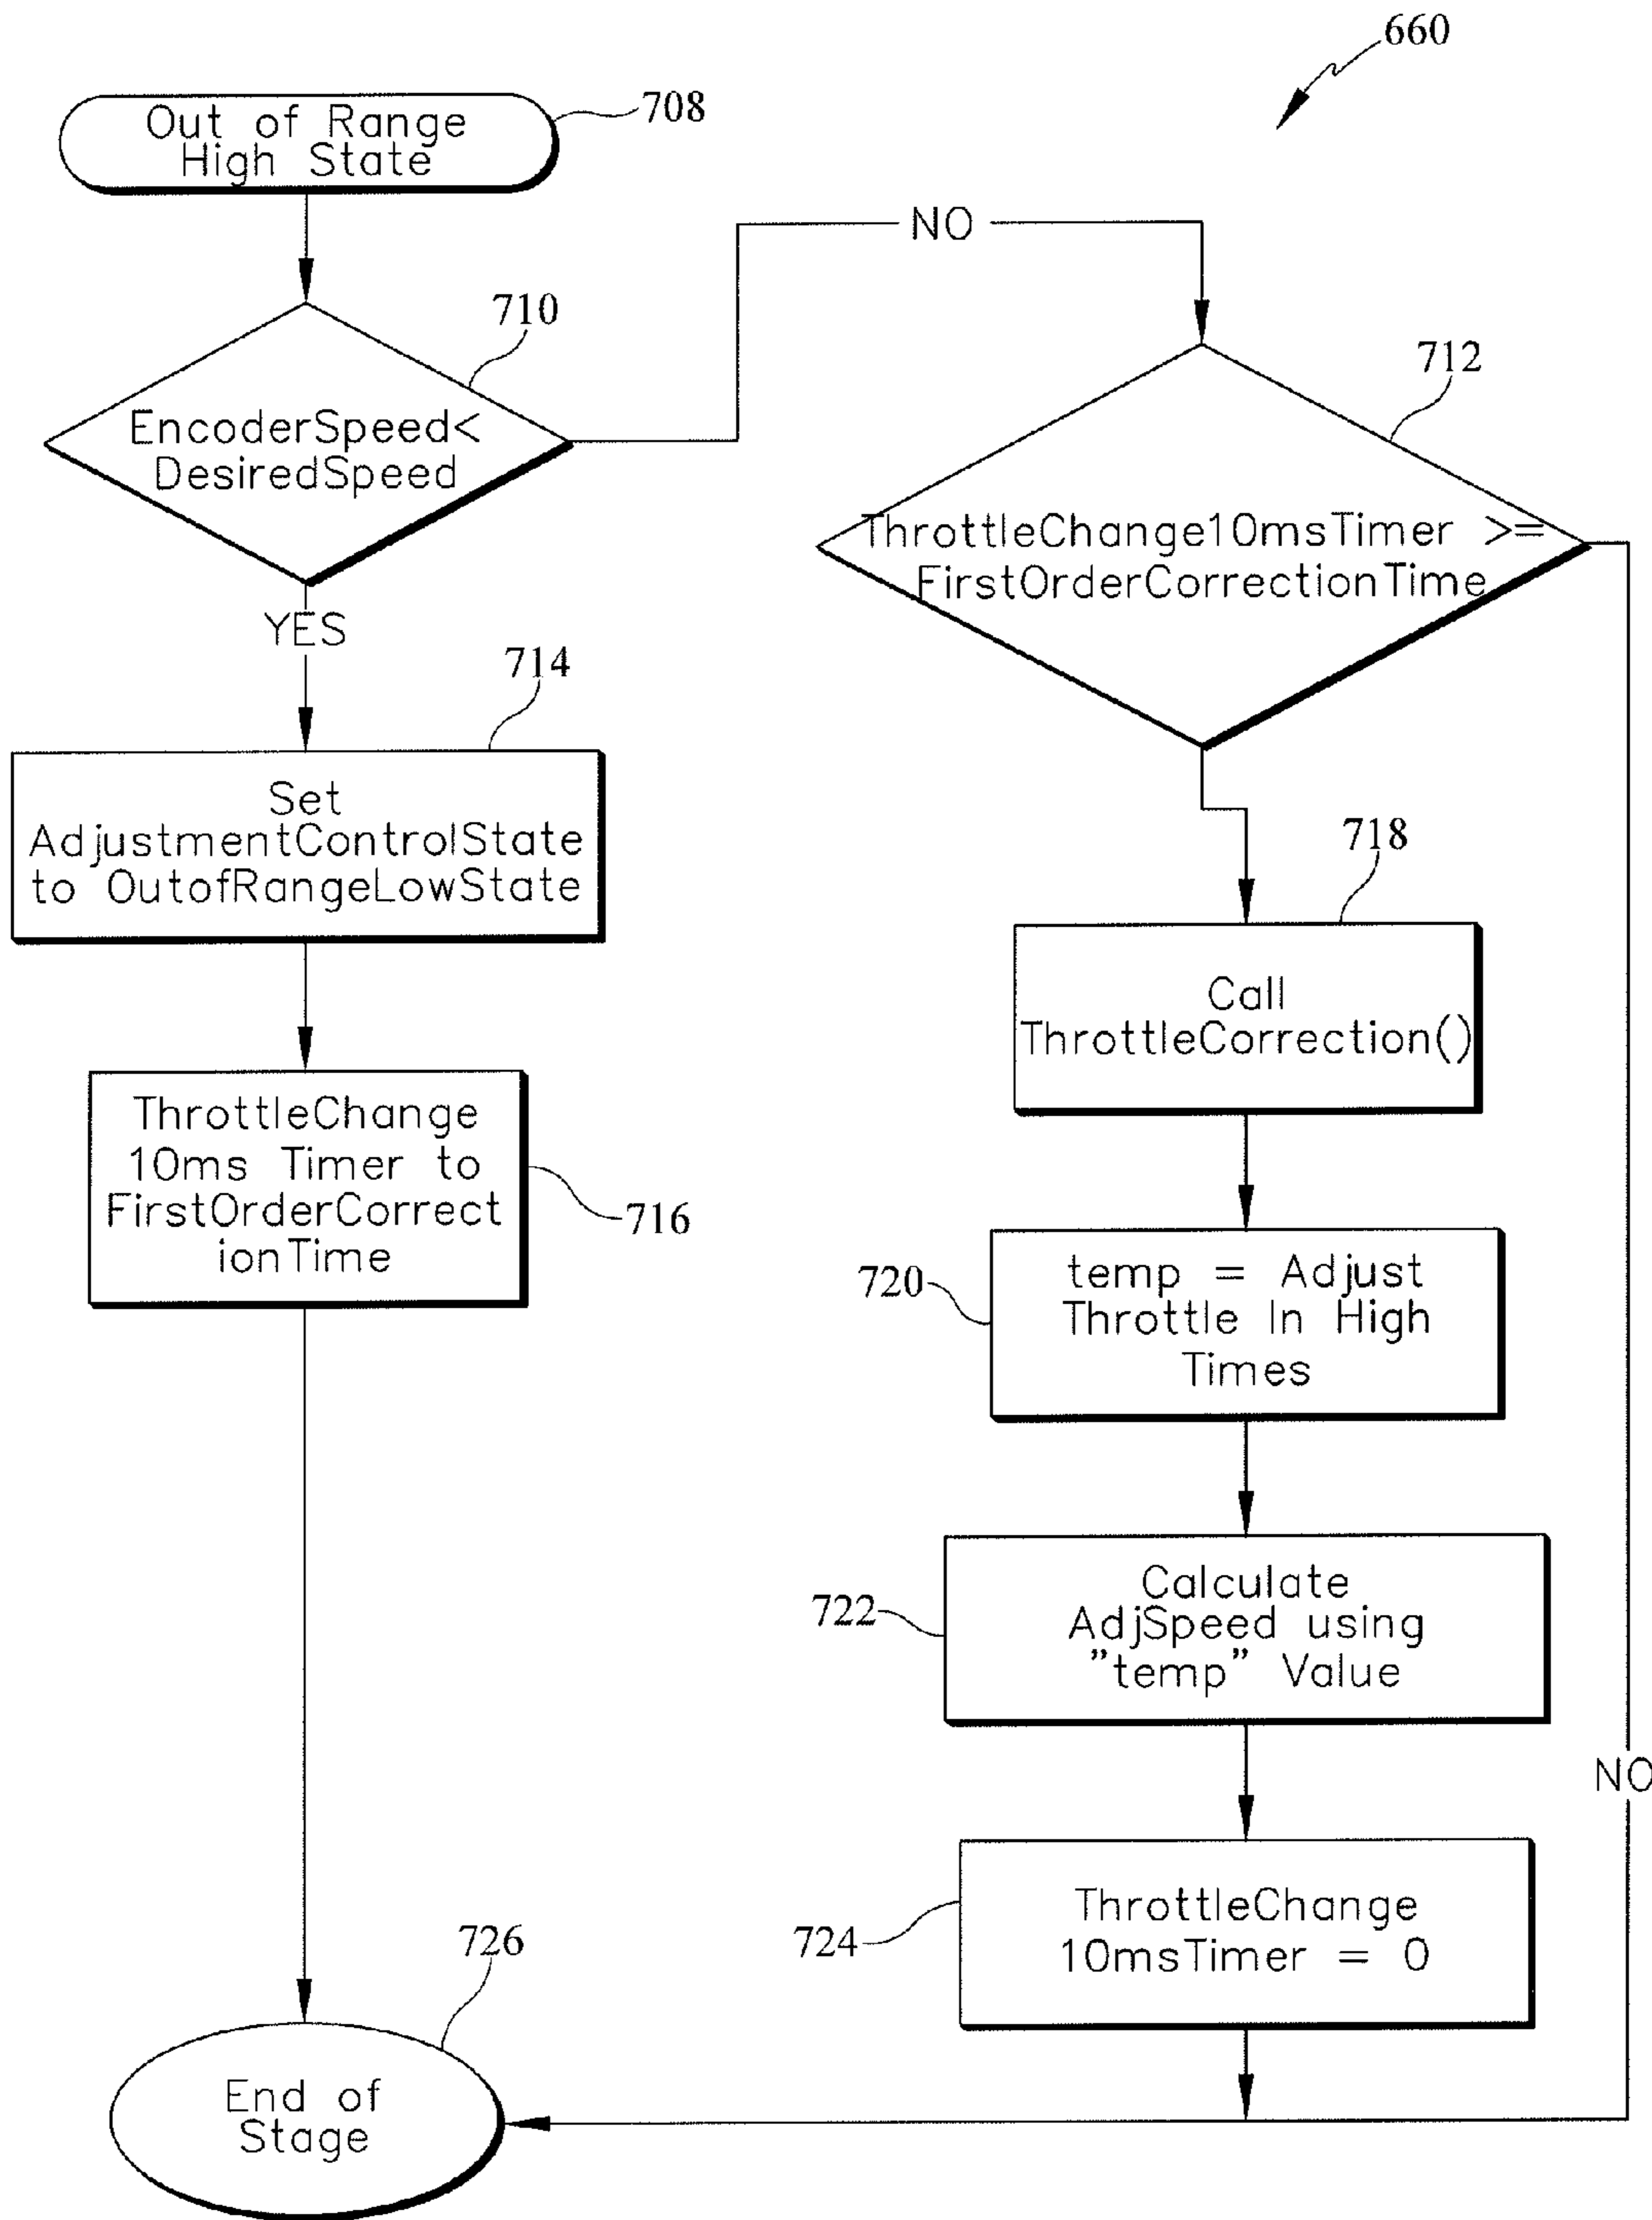 660
Out of Range
High State
708
NO
710
EncoderSpeed<
DesiredSpeed
712
ThrottleChange10msTimer >=
FirstOrderCorrectionTime
YES
714
Set
AdjustmentControlState
to OutofRangeLowState
718
Call
ThrottleCorrection()
ThrottleChange
10ms Timer to
FirstOrderCorrect
ionTime
716
720
temp = Adjust
Throttle In High
Times
722
Calculate
AdjSpeed using
"temp" Value
NO
724
ThrottleChange
10msTimer = 0
726
End of
Stage